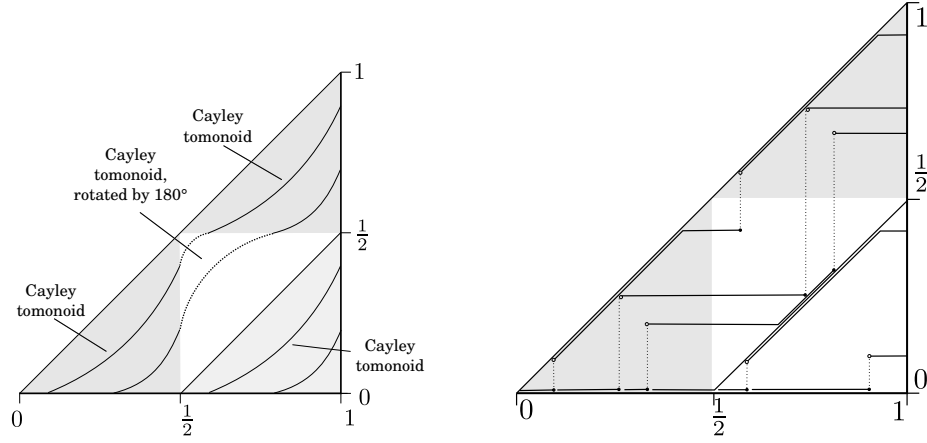 Cayley
tomonoid
Cayley
tomonoid,
rotated by 180°
Cayley
tomonoid
Cayley
tomonoid
1
1/2
0
0
1/2
1
1
1/2
0
0
1/2
1